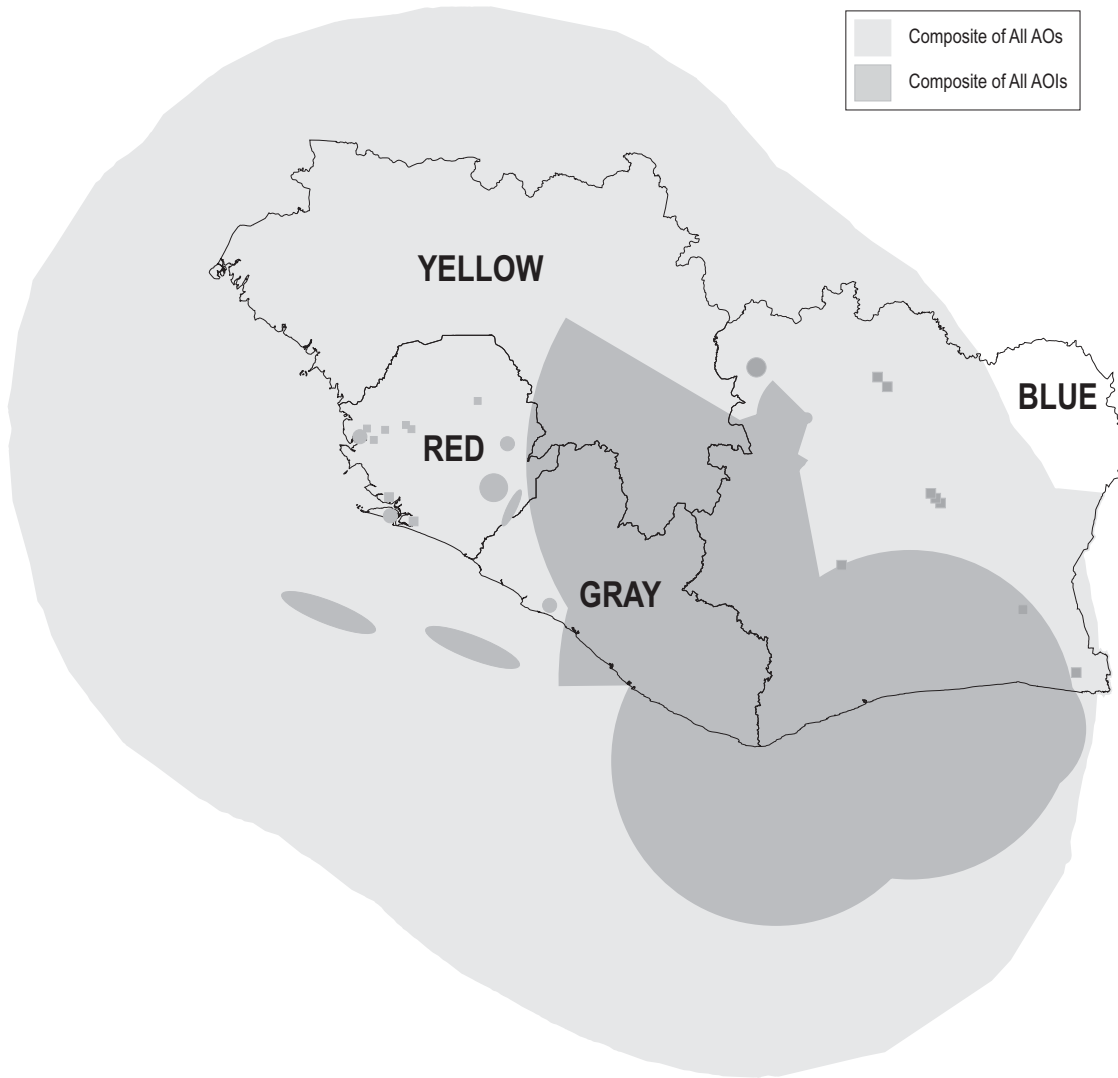 Composite of All AOs
Composite of All AOIs
YELLOW
BLUE
RED
GRAY